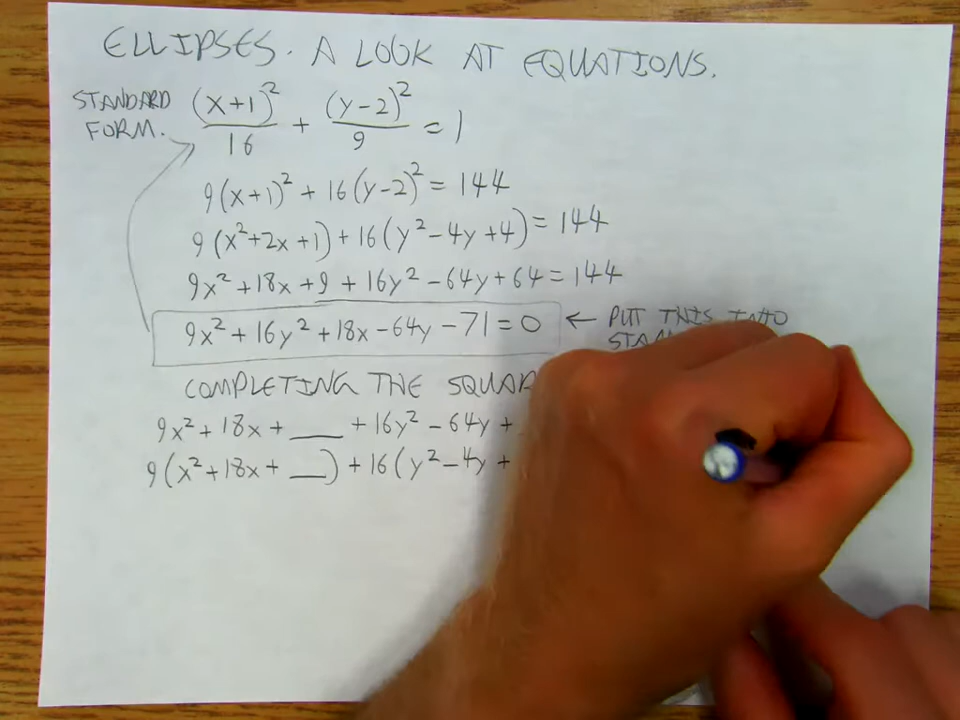 ELLIPSES. A LOOK AT EQUATIONS.
STANDARD FORM. (x+1)²/16 + (y-2)²/9 = 1
9(x+1)² + 16(y-2)² = 144
9(x²+2x+1) + 16(y²-4y+4) = 144
9x²+18x+9+16y²-64y+64=144
9x²+16y²+18x-64y-71=0 ← PUT THIS INTO
COMPLETING THE
9x²+18x+___+16y²-64y+
9(x²+18x+__)+16(y²-4y+